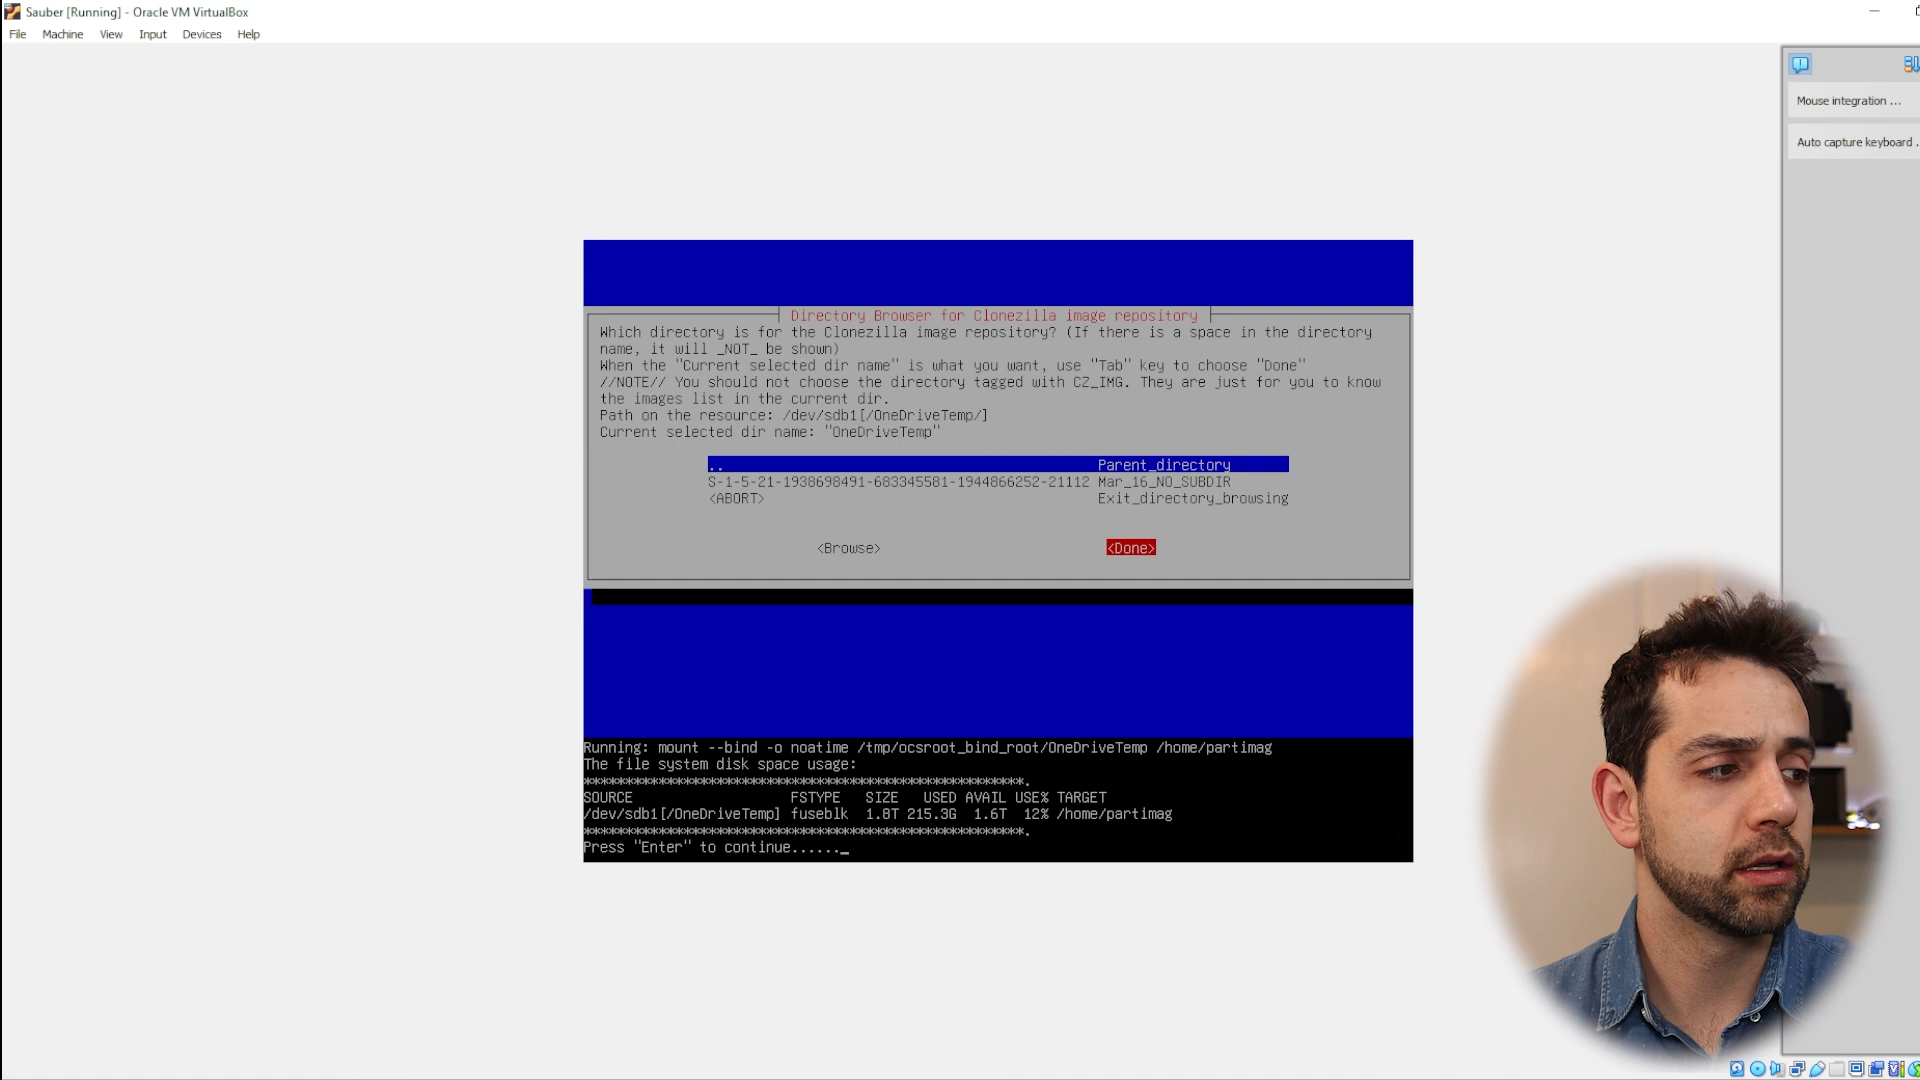 Sauber [Running] - Oracle VM VirtualBox
File Machine View Input Devices Help
Mouse integration ...
Auto capture keyboard .
Directory Browser for Clonezilla image repository
Which directory is for the Clonezilla image repository? (If there is a space in the directory
name, it will _NOT_ be shown)
When the "Current selected dir name" is what you want, use "Tab" key to choose "Done"
//NOTE// You should not choose the directory tagged with CZ_IMG. They are just for you to know
the images list in the current dir.
Path on the resource: /dev/sdb1[/OneDriveTemp/]
Current selected dir name: "OneDriveTemp"
.. Parent_directory
S-1-5-21-1938698491-683345581-1944866252-21112 Mar_16_NO_SUBDIR
<ABORT> Exit_directory_browsing
<Browse> <Done>
Running: mount --bind -o noatime /tmp/ocsroot_bind_root/OneDriveTemp /home/partimag
The file system disk space usage:
*****************************************************.
SOURCE FSTYPE SIZE USED AVAIL USE% TARGET
/dev/sdb1[/OneDriveTemp] fuseblk 1.8T 215.3G 1.6T 12% /home/partimag
*****************************************************.
Press "Enter" to continue......_